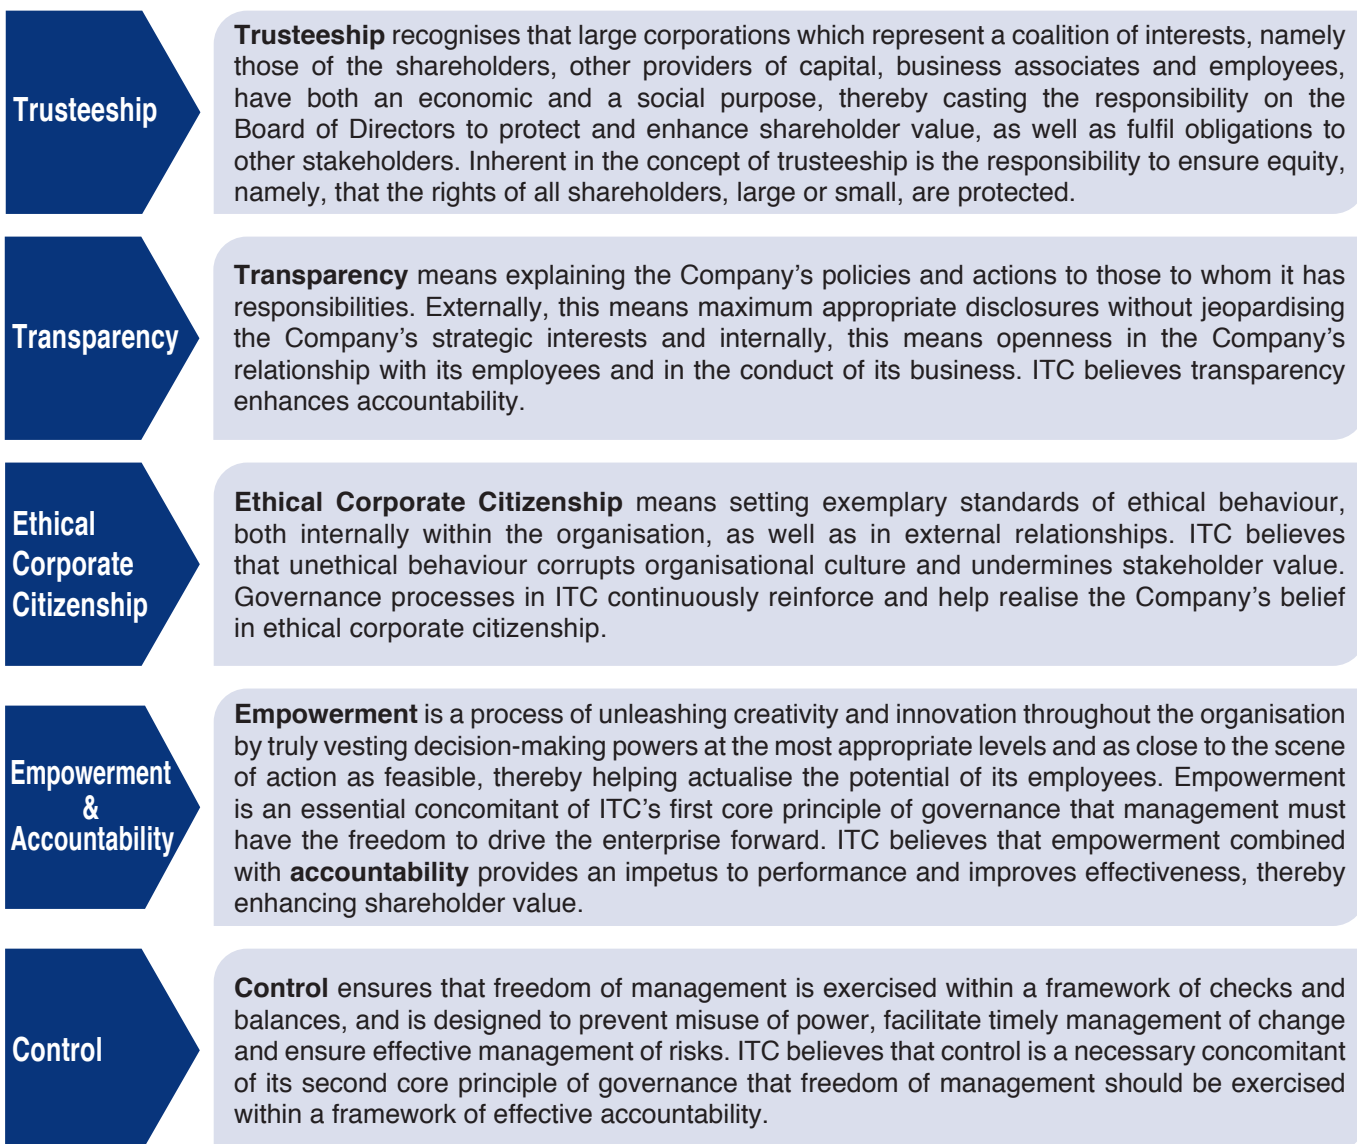 Trusteeship
Trusteeship recognises that large corporations which represent a coalition of interests, namely
those of the shareholders, other providers of capital, business associates and employees,
have both an economic and a social purpose, thereby casting the responsibility on the
Board of Directors to protect and enhance shareholder value, as well as fulfil obligations to
other stakeholders. Inherent in the concept of trusteeship is the responsibility to ensure equity,
namely, that the rights of all shareholders, large or small, are protected.
Transparency
Transparency means explaining the Company’s policies and actions to those to whom it has
responsibilities. Externally, this means maximum appropriate disclosures without jeopardising
the Company’s strategic interests and internally, this means openness in the Company’s
relationship with its employees and in the conduct of its business. ITC believes transparency
enhances accountability.
Ethical
Corporate
Citizenship
Ethical Corporate Citizenship means setting exemplary standards of ethical behaviour,
both internally within the organisation, as well as in external relationships. ITC believes
that unethical behaviour corrupts organisational culture and undermines stakeholder value.
Governance processes in ITC continuously reinforce and help realise the Company’s belief
in ethical corporate citizenship.
Empowerment
&
Accountability
Empowerment is a process of unleashing creativity and innovation throughout the organisation
by truly vesting decision-making powers at the most appropriate levels and as close to the scene
of action as feasible, thereby helping actualise the potential of its employees. Empowerment
is an essential concomitant of ITC’s first core principle of governance that management must
have the freedom to drive the enterprise forward. ITC believes that empowerment combined
with accountability provides an impetus to performance and improves effectiveness, thereby
enhancing shareholder value.
Control
Control ensures that freedom of management is exercised within a framework of checks and
balances, and is designed to prevent misuse of power, facilitate timely management of change
and ensure effective management of risks. ITC believes that control is a necessary concomitant
of its second core principle of governance that freedom of management should be exercised
within a framework of effective accountability.